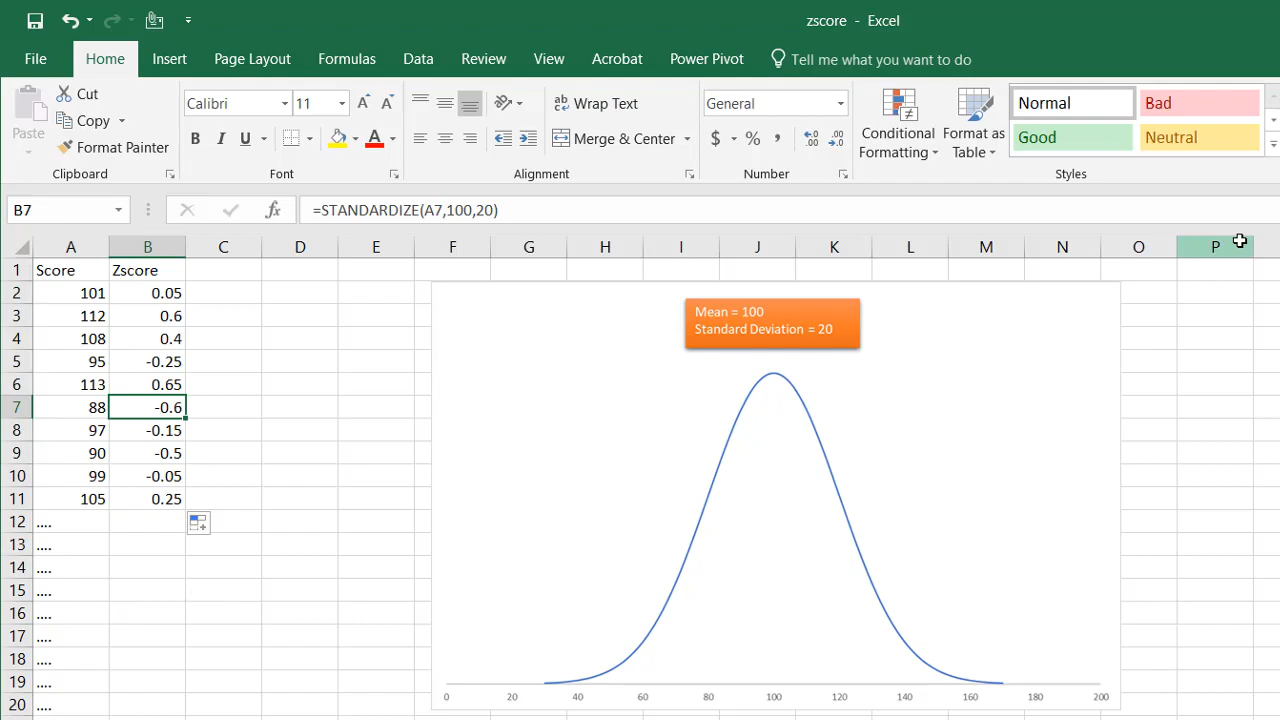 zscore - Excel
File Home Insert Page Layout Formulas Data Review View Acrobat Power Pivot Tell me what you want to do
Paste
Cut
Copy
Format Painter
Clipboard
Calibri 11 A A
B I U A
Font
ab Wrap Text
Merge & Center
Alignment
General
$ % , .0 .00 .00 .0
Number
Conditional Formatting
Format as Table
Normal Bad
Good Neutral
Styles
B7 fx =STANDARDIZE(A7,100,20)
A B C D E F G H I J K L M N O P
1 Score Zscore
2 101 0.05
3 112 0.6
4 108 0.4
5 95 -0.25
6 113 0.65
7 88 -0.6
8 97 -0.15
9 90 -0.5
10 99 -0.05
11 105 0.25
12 ....
13 ....
14 ....
15 ....
16 ....
17 ....
18 ....
19 ....
20 ....
Mean = 100
Standard Deviation = 20
0 20 40 60 80 100 120 140 160 180 200